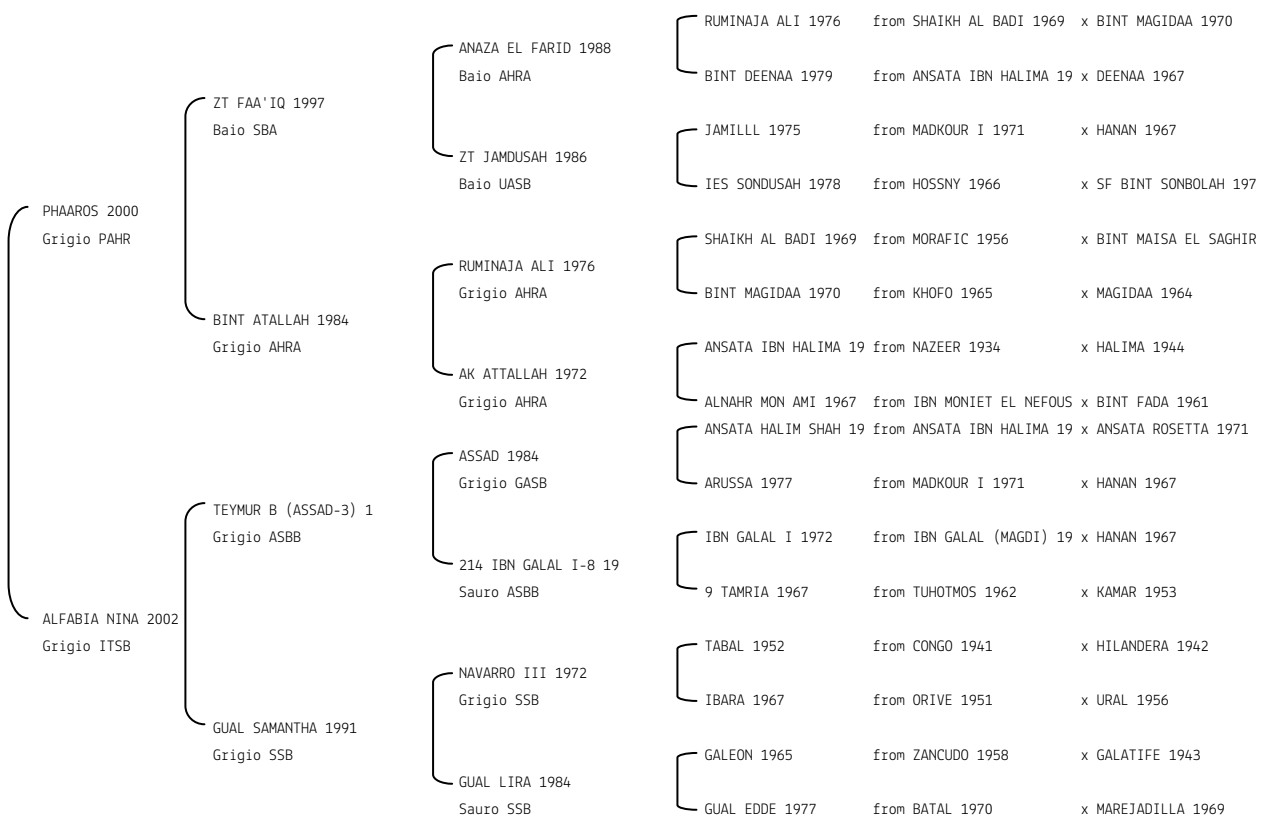 RUMINAJA ALI 1976 from SHAIKH AL BADI 1969 x BINT MAGIDAA 1970
ANAZA EL FARID 1988
Baio AHRA
BINT DEENAA 1979 from ANSATA IBN HALIMA 19 x DEENAA 1967
ZT FAA'IQ 1997
Baio SBA
JAMILLL 1975 from MADKOUR I 1971 x HANAN 1967
ZT JAMDUSAH 1986
Baio UASB
IES SONDUSAH 1978 from HOSSNY 1966 x SF BINT SONBOLAH 197
PHAAROS 2000
Grigio PAHR
SHAIKH AL BADI 1969 from MORAFIC 1956 x BINT MAISA EL SAGHIR
RUMINAJA ALI 1976
Grigio AHRA
BINT MAGIDAA 1970 from KHOFO 1965 x MAGIDAA 1964
BINT ATALLAH 1984
Grigio AHRA
ANSATA IBN HALIMA 19 from NAZEER 1934 x HALIMA 1944
AK ATTALLAH 1972
Grigio AHRA
ALNAHR MON AMI 1967 from IBN MONIET EL NEFOUS x BINT FADA 1961
ANSATA HALIM SHAH 19 from ANSATA IBN HALIMA 19 x ANSATA ROSETTA 1971
ASSAD 1984
Grigio GASB
ARUSSA 1977 from MADKOUR I 1971 x HANAN 1967
TEYMUR B (ASSAD-3) 1
Grigio ASBB
IBN GALAL I 1972 from IBN GALAL (MAGDI) 19 x HANAN 1967
214 IBN GALAL I-8 19
Sauro ASBB
9 TAMRIA 1967 from TUHOTMOS 1962 x KAMAR 1953
ALFABIA NINA 2002
Grigio ITSB
TABAL 1952 from CONGO 1941 x HILANDERA 1942
NAVARRO III 1972
Grigio SSB
IBARA 1967 from ORIVE 1951 x URAL 1956
GUAL SAMANTHA 1991
Grigio SSB
GALEON 1965 from ZANCUDO 1958 x GALATIFE 1943
GUAL LIRA 1984
Sauro SSB
GUAL EDDE 1977 from BATAL 1970 x MAREJADILLA 1969